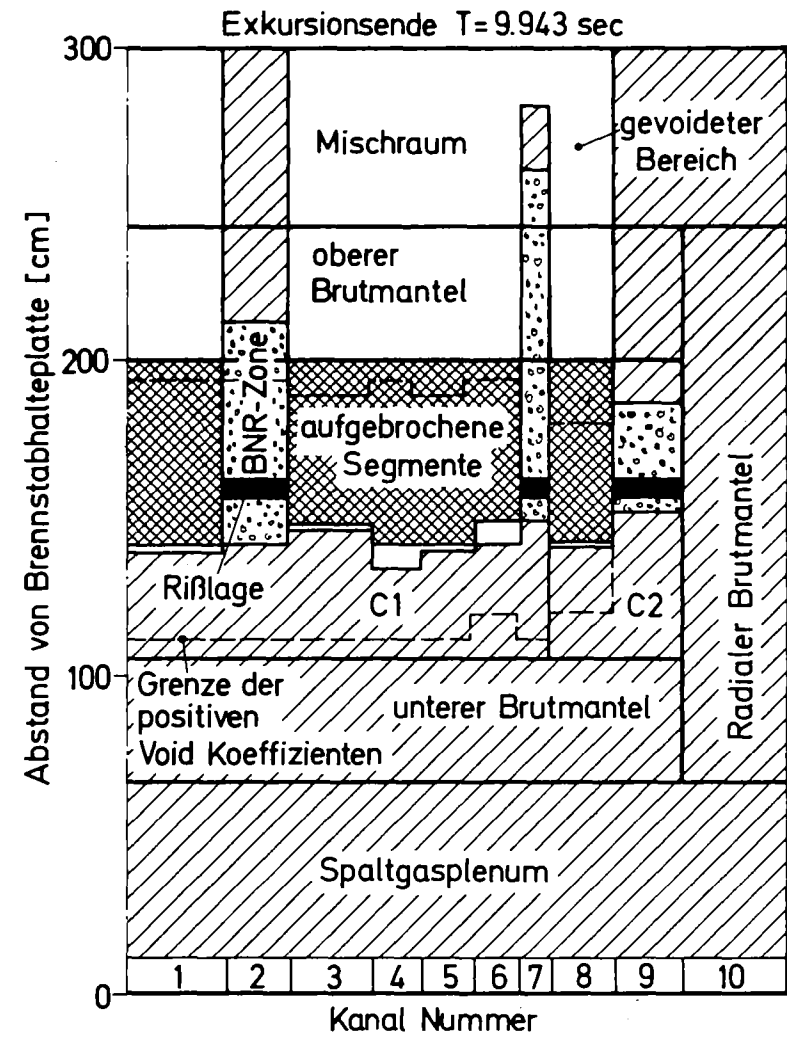 Exkursionsende T=9.943 sec
300
Mischraum
gevoideter
Bereich
oberer
Brutmantel
200
BNR-Zone
aufgebrochene
Segmente
Rißlage
C1
C2
100
Grenze der
positiven
Void Koeffizienten
unterer Brutmantel
Radialer Brutmantel
Spaltgasplenum
1 2 3 4 5 6 7 8 9 10
0
Kanal Nummer
Abstand von Brennstabhalteplatte [cm]